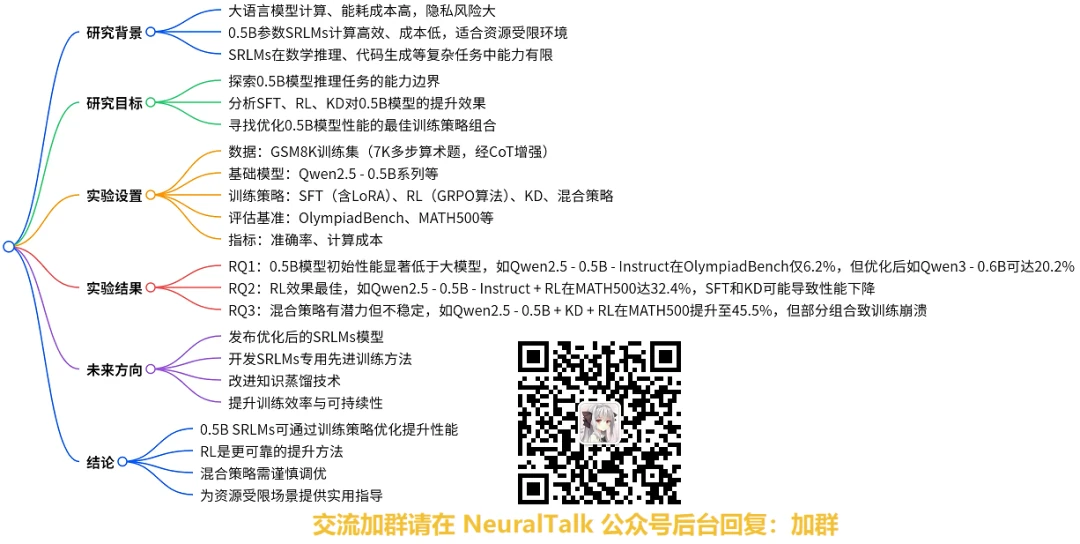 研究背景
大语言模型计算、能耗成本高，隐私风险大
0.5B参数SRLMs计算高效、成本低，适合资源受限环境
SRLMs在数学推理、代码生成等复杂任务中能力有限
研究目标
探索0.5B模型推理任务的能力边界
分析SFT、RL、KD对0.5B模型的提升效果
寻找优化0.5B模型性能的最佳训练策略组合
实验设置
数据：GSM8K训练集（7K多步算术题，经CoT增强）
基础模型：Qwen2.5 - 0.5B系列等
训练策略：SFT（含LoRA）、RL（GRPO算法）、KD、混合策略
评估基准：OlympiadBench、MATH500等
指标：准确率、计算成本
实验结果
RQ1：0.5B模型初始性能显著低于大模型，如Qwen2.5 - 0.5B - Instruct在OlympiadBench仅6.2%，但优化后如Qwen3 - 0.6B可达20.2%
RQ2：RL效果最佳，如Qwen2.5 - 0.5B - Instruct + RL在MATH500达32.4%，SFT和KD可能导致性能下降
RQ3：混合策略有潜力但不稳定，如Qwen2.5 - 0.5B + KD + RL在MATH500提升至45.5%，但部分组合致训练崩溃
未来方向
发布优化后的SRLMs模型
开发SRLMs专用先进训练方法
改进知识蒸馏技术
提升训练效率与可持续性
结论
0.5B SRLMs可通过训练策略优化提升性能
RL是更可靠的提升方法
混合策略需谨慎调优
为资源受限场景提供实用指导
交流加群请在 NeuralTalk 公众号后台回复：加群